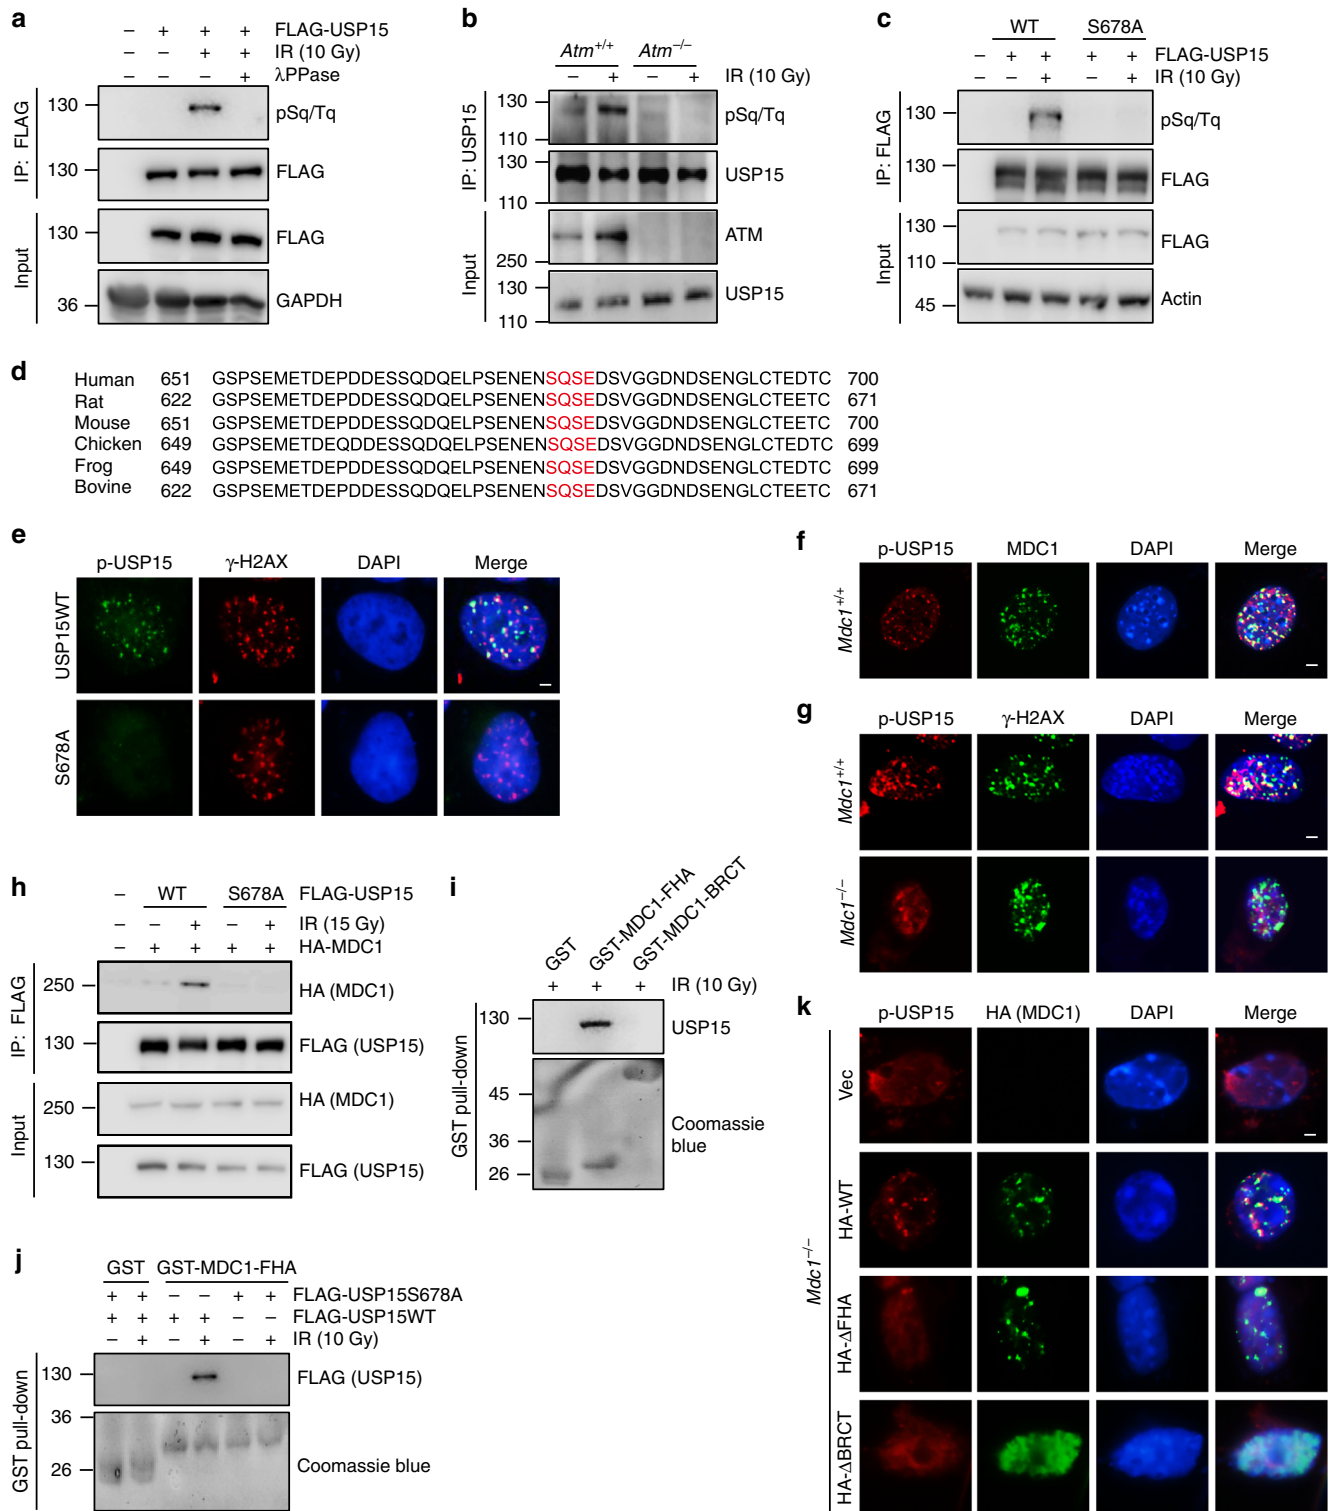 a
– + + + FLAG-USP15
– – + + IR (10 Gy)
– – – + λPPase
IP: FLAG
130
pSq/Tq
130
FLAG
Input
130
FLAG
36
GAPDH
b
Atm+/+ Atm–/–
– + – + IR (10 Gy)
IP: USP15
130
pSq/Tq
110
130
USP15
110
Input
ATM
250
130
USP15
110
c
WT S678A
– + + + + FLAG-USP15
– – + – + IR (10 Gy)
IP: FLAG
130
pSq/Tq
130
FLAG
Input
130
FLAG
110
45
Actin
d
Human 651 GSPSEMETDEPDDESSQDQELPSENENSQSEDSVGGDNDSENGLCTEDTC 700
Rat 622 GSPSEMETDEPDDESSQDQELPSENENSQSEDSVGGDNDSENGLCTEETC 671
Mouse 651 GSPSEMETDEPDDESSQDQELPSENENSQSEDSVGGDNDSENGLCTEDTC 700
Chicken 649 GSPSEMETDEQDDESSQDQELPSENENSQSEDSVGGDNDSENGLCTEDTC 699
Frog 649 GSPSEMETDEPDDESSQDQELPSENENSQSEDSVGGDNDSENGLCTEDTC 699
Bovine 622 GSPSEMETDEPDDESSQDQELPSENENSQSEDSVGGDNDSENGLCTEETC 671
e
p-USP15 γ-H2AX DAPI Merge
USP15WT
S678A
f
p-USP15 MDC1 DAPI Merge
Mdc1+/+
g
p-USP15 γ-H2AX DAPI Merge
Mdc1+/+
Mdc1–/–
h
– WT S678A FLAG-USP15
+ + IR (15 Gy)
– + + + + HA-MDC1
IP: FLAG
250
HA (MDC1)
130
FLAG (USP15)
Input
250
HA (MDC1)
130
FLAG (USP15)
i
GST GST-MDC1-FHA GST-MDC1-BRCT
+ + + IR (10 Gy)
GST pull-down
130
USP15
45
36
26
Coomassie
blue
j
GST GST-MDC1-FHA
+ + – – + + FLAG-USP15S678A
+ + + + – – FLAG-USP15WT
– + – + – + IR (10 Gy)
GST pull-down
130
FLAG (USP15)
36
26
Coomassie blue
k
p-USP15 HA (MDC1) DAPI Merge
Mdc1–/–
Vec
HA-WT
HA-ΔFHA
HA-ΔBRCT